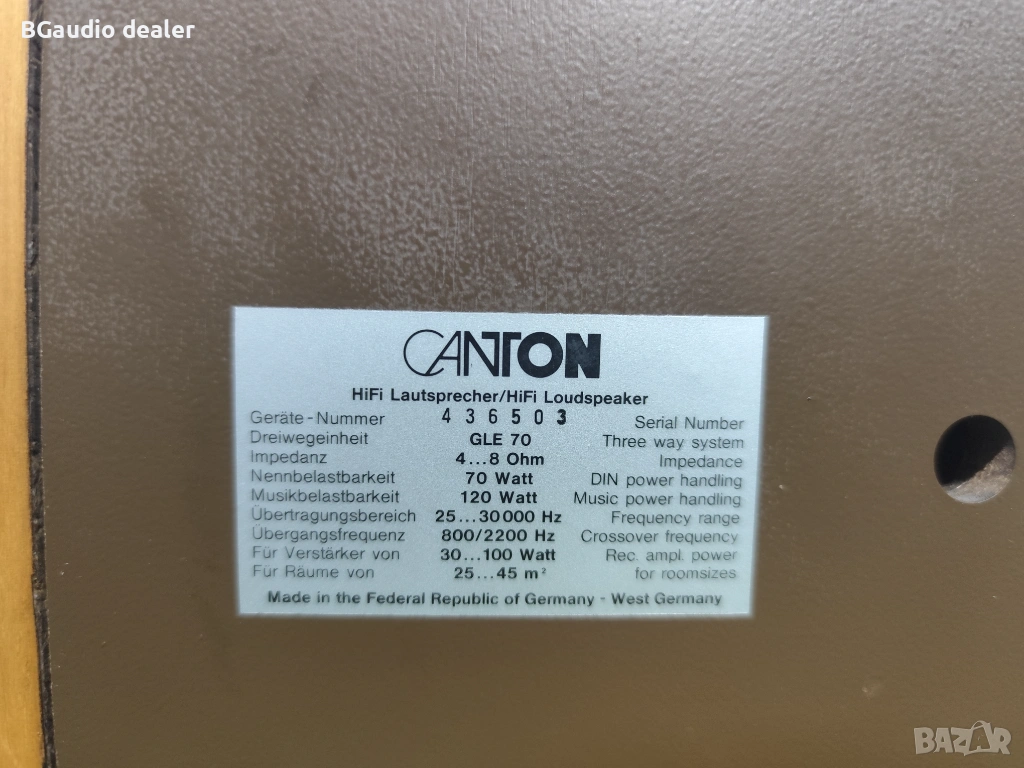 BGaudio dealer
CANTON
HiFi Lautsprecher/HiFi Loudspeaker
Geräte-Nummer 436503 Serial Number
Dreiwegeinheit GLE 70 Three way system
Impedanz 4...8 Ohm Impedance
Nennbelastbarkeit 70 Watt DIN power handling
Musikbelastbarkeit 120 Watt Music power handling
Übertragungsbereich 25...30000 Hz Frequency range
Übergangsfrequenz 800/2200 Hz Crossover frequency
Für Verstärker von 30...100 Watt Rec. ampl. power
Für Räume von 25...45 m² for roomsizes
Made in the Federal Republic of Germany - West Germany
BAZAR